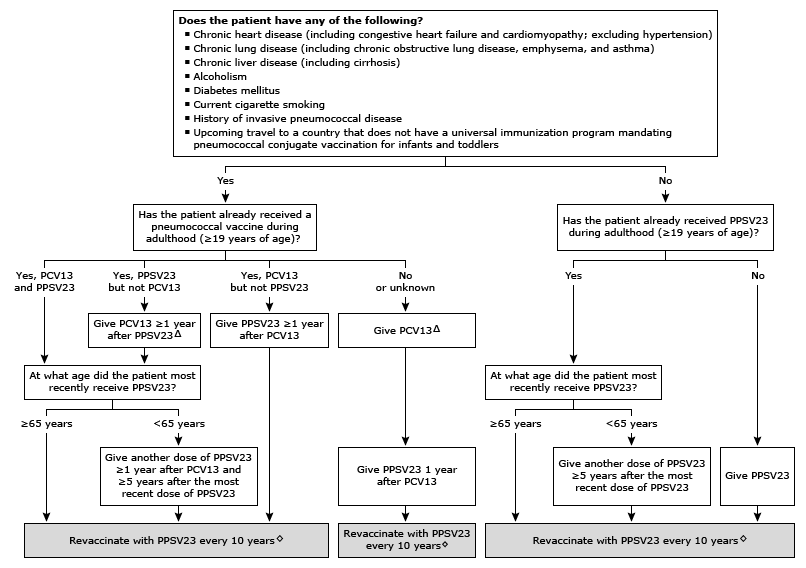 Does the patient have any of the following?
▪ Chronic heart disease (including congestive heart failure and cardiomyopathy; excluding hypertension)
▪ Chronic lung disease (including chronic obstructive lung disease, emphysema, and asthma)
▪ Chronic liver disease (including cirrhosis)
▪ Alcoholism
▪ Diabetes mellitus
▪ Current cigarette smoking
▪ History of invasive pneumococcal disease
▪ Upcoming travel to a country that does not have a universal immunization program mandating
pneumococcal conjugate vaccination for infants and toddlers
Yes
No
Has the patient already received a
pneumococcal vaccine during
adulthood (≥19 years of age)?
Has the patient already received PPSV23
during adulthood (≥19 years of age)?
Yes, PCV13
and PPSV23
Yes, PPSV23
but not PCV13
Yes, PCV13
but not PPSV23
No
or unknown
Yes
No
Give PCV13 ≥1 year
after PPSV23Δ
Give PPSV23 ≥1 year
after PCV13
Give PCV13Δ
At what age did the patient most
recently receive PPSV23?
At what age did the patient most
recently receive PPSV23?
≥65 years
<65 years
≥65 years
<65 years
Give another dose of PPSV23
≥1 year after PCV13 and
≥5 years after the most
recent dose of PPSV23
Give PPSV23 1 year
after PCV13
Give another dose of PPSV23
≥5 years after the most
recent dose of PPSV23
Give PPSV23
Revaccinate with PPSV23 every 10 years◊
Revaccinate with PPSV23
every 10 years◊
Revaccinate with PPSV23 every 10 years◊